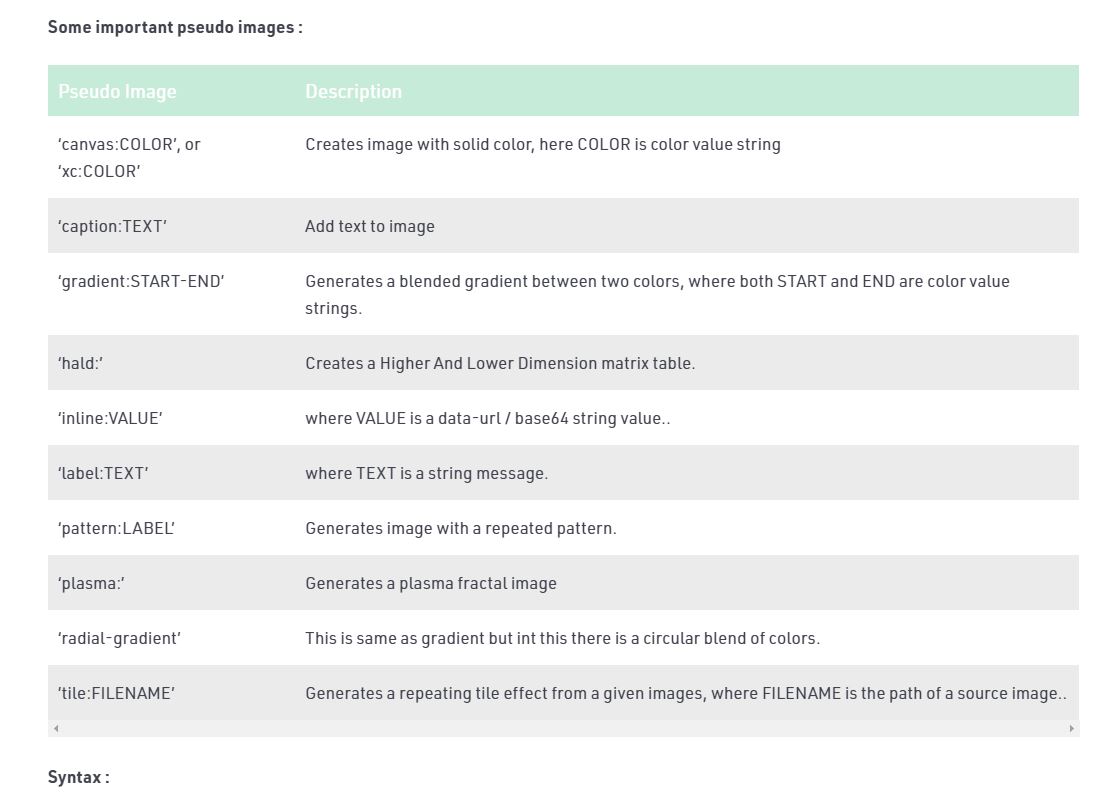 Some important pseudo images :
Pseudo Image Description
‘canvas:COLOR’, or Creates image with solid color, here COLOR is color value string
‘xc:COLOR’
‘caption:TEXT’ Add text to image
‘gradient:START-END’ Generates a blended gradient between two colors, where both START and END are color value
strings.
‘hald:’ Creates a Higher And Lower Dimension matrix table.
‘inline:VALUE’ where VALUE is a data-url / base64 string value..
‘label:TEXT’ where TEXT is a string message.
‘pattern:LABEL’ Generates image with a repeated pattern.
‘plasma:’ Generates a plasma fractal image
‘radial-gradient’ This is same as gradient but int this there is a circular blend of colors.
‘tile:FILENAME’ Generates a repeating tile effect from a given images, where FILENAME is the path of a source image..
Syntax :